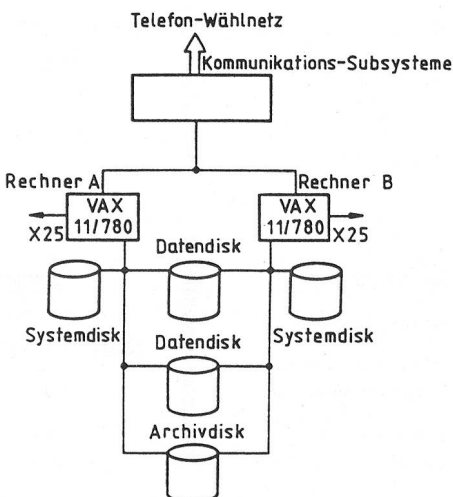 Telefon-Wählnetz
Kommunikations-Subsysteme
Rechner A
Rechner B
VAX
11/780
VAX
11/780
X25
X25
Datendisk
Systemdisk
Datendisk
Systemdisk
Archivdisk